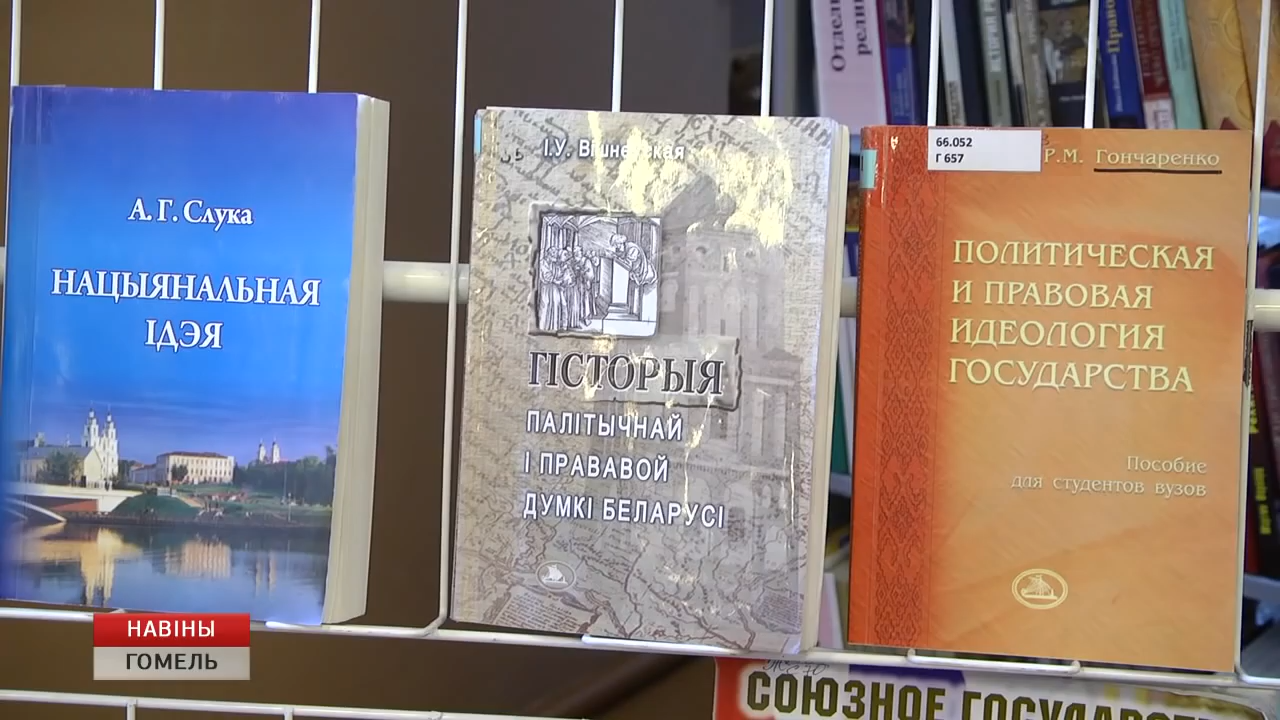 А. Г. Слука
НАЦЫЯНАЛЬНАЯ
ІДЭЯ
І.У. Вішнеўская
ГІСТОРЫЯ
ПАЛІТЫЧНАЙ
І ПРАВАВОЙ
ДУМКІ БЕЛАРУСІ
66.052
Г 657
Р.М. Гончаренко
ПОЛИТИЧЕСКАЯ
И ПРАВОВАЯ
ИДЕОЛОГИЯ
ГОСУДАРСТВА
Пособие
для студентов вузов
СОЮЗНОЕ
НАВІНЫ
ГОМЕЛЬ